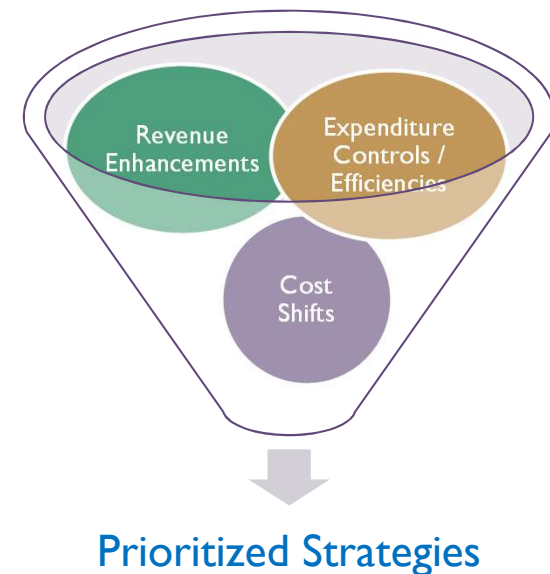 Revenue
Enhancements
Expenditure
Controls /
Efficiencies
Cost
Shifts
Prioritized Strategies